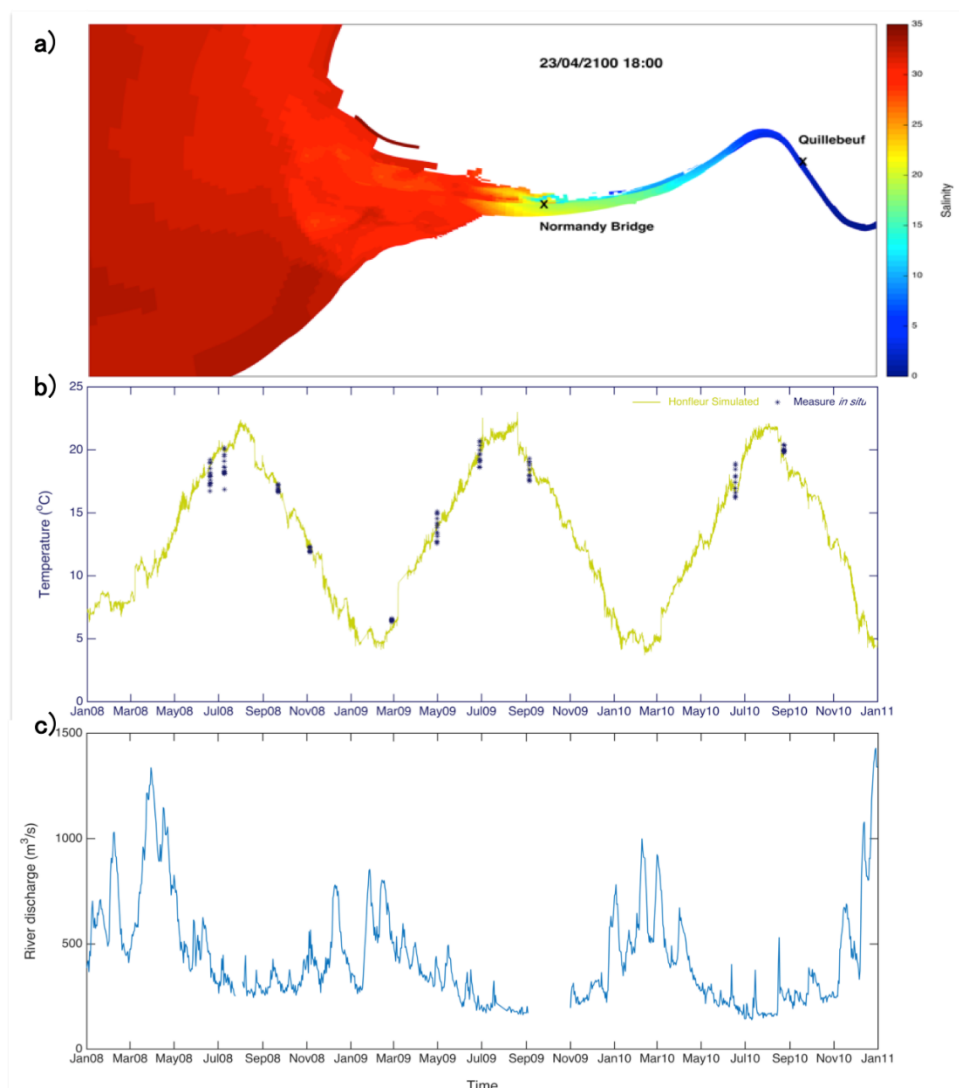 a)
23/04/2100 18:00
Quillebeuf
x
x
Normandy Bridge
35
30
25
20
15
10
5
0
Salinity
b)
25
20
15
10
5
0
Temperature (°C)
Honfleur Simulated
* Measure in situ
Jan08 Mar08 May08 Jul08 Sep08 Nov08 Jan09 Mar09 May09 Jul09 Sep09 Nov09 Jan10 Mar10 May10 Jul10 Sep10 Nov10 Jan11
c)
1500
1000
500
0
River discharge (m³/s)
Jan08 Mar08 May08 Jul08 Sep08 Nov08 Jan09 Mar09 May09 Jul09 Sep09 Nov09 Jan10 Mar10 May10 Jul10 Sep10 Nov10 Jan11
Time